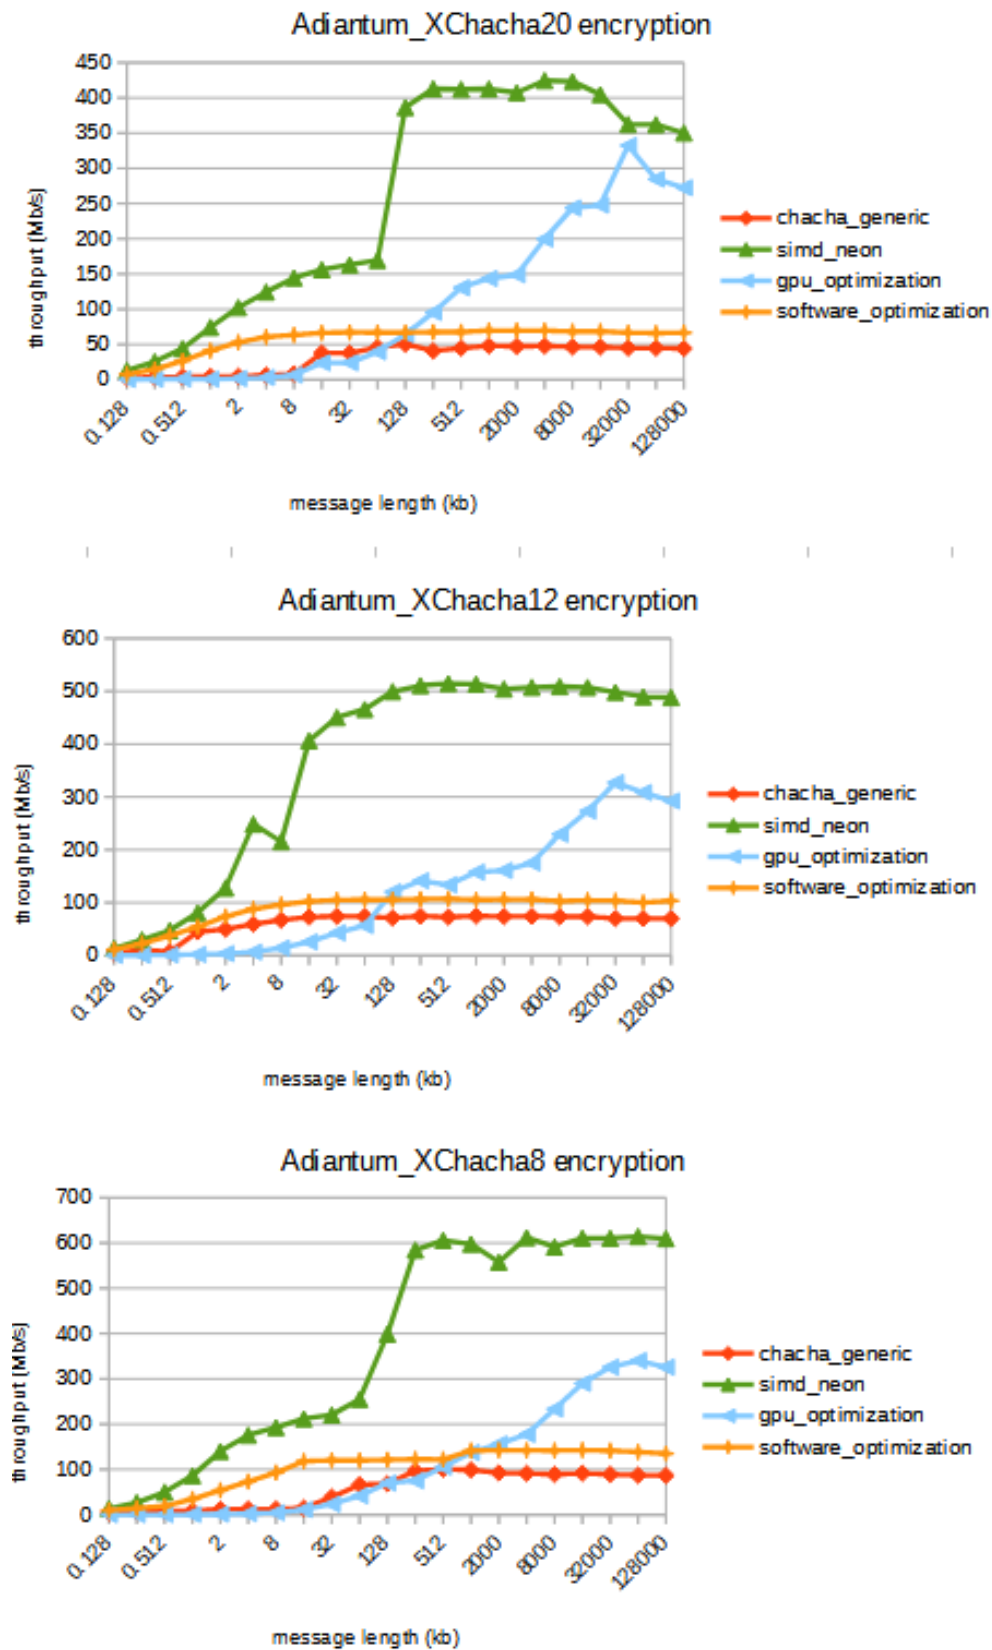 Adiantum_XChacha20 encryption
450
400
350
300
250
200
150
100
50
0
throughput (Mb/s)
0.128
0.512
2
8
32
128
512
2000
8000
32000
128000
message length (kb)
chacha_generic
simd_neon
gpu_optimization
software_optimization
Adiantum_XChacha12 encryption
600
500
400
300
200
100
0
throughput (Mb/s)
0.128
0.512
2
8
32
128
512
2000
8000
32000
128000
message length (kb)
chacha_generic
simd_neon
gpu_optimization
software_optimization
Adiantum_XChacha8 encryption
700
600
500
400
300
200
100
0
throughput (Mb/s)
0.128
0.512
2
8
32
128
512
2000
8000
32000
128000
message length (kb)
chacha_generic
simd_neon
gpu_optimization
software_optimization